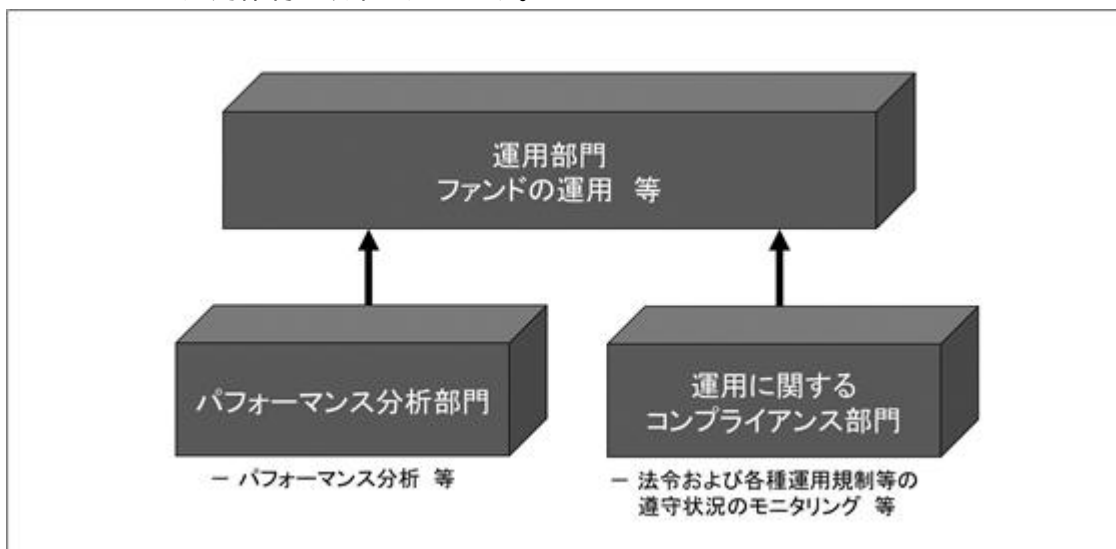 運用部門
ファンドの運用 等
パフォーマンス分析部門
－ パフォーマンス分析 等
運用に関する
コンプライアンス部門
－ 法令および各種運用規制等の
遵守状況のモニタリング 等